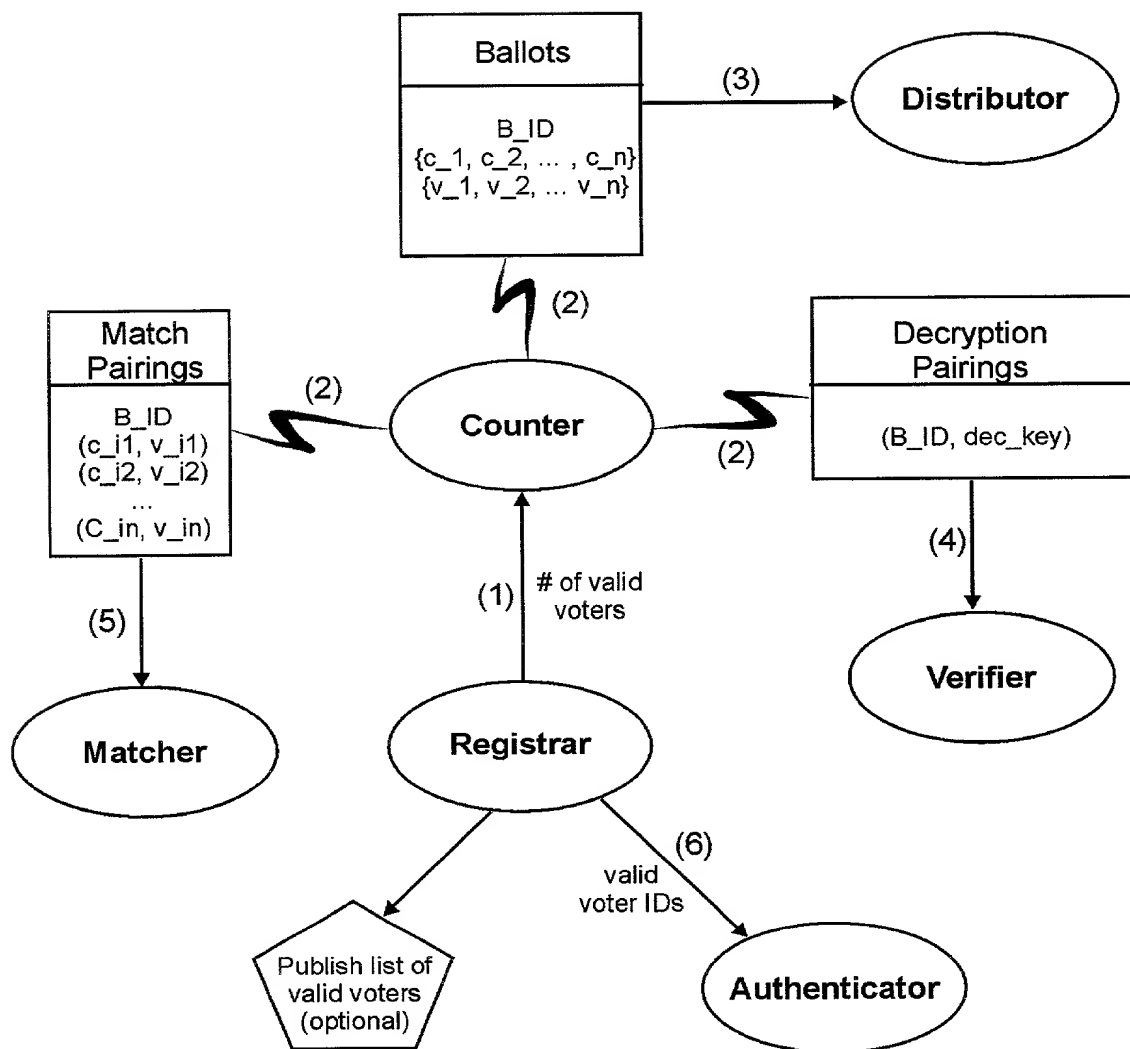 Ballots
B_ID
{c_1, c_2, ... , c_n}
{v_1, v_2, ... v_n}
(3)
Distributor
(2)
Match
Pairings
B_ID
(c_i1, v_i1)
(c_i2, v_i2)
...
(C_in, v_in)
(2)
Counter
(2)
Decryption
Pairings
(B_ID, dec_key)
(5)
(1)
# of valid
voters
(4)
Matcher
Registrar
Verifier
(6)
valid
voter IDs
Publish list of
valid voters
(optional)
Authenticator